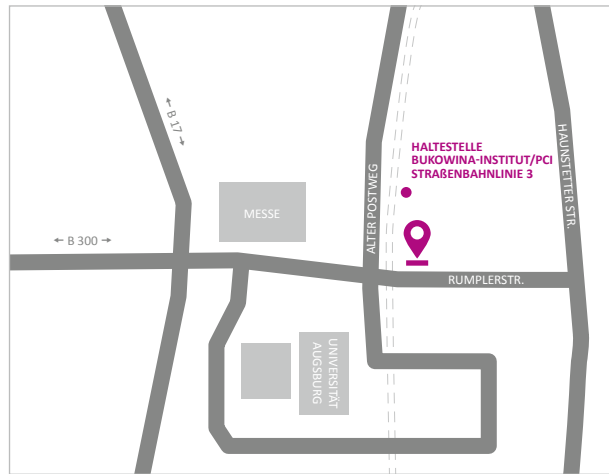 ← B 17 →
HALTESTELLE
BUKOWINA-INSTITUT/PCI
STRAßENBAHNLINIE 3
HAUNSTETTER STR.
ALTER POSTWEG
MESSE
← B 300 →
RUMPLERSTR.
UNIVERSITÄT
AUGSBURG